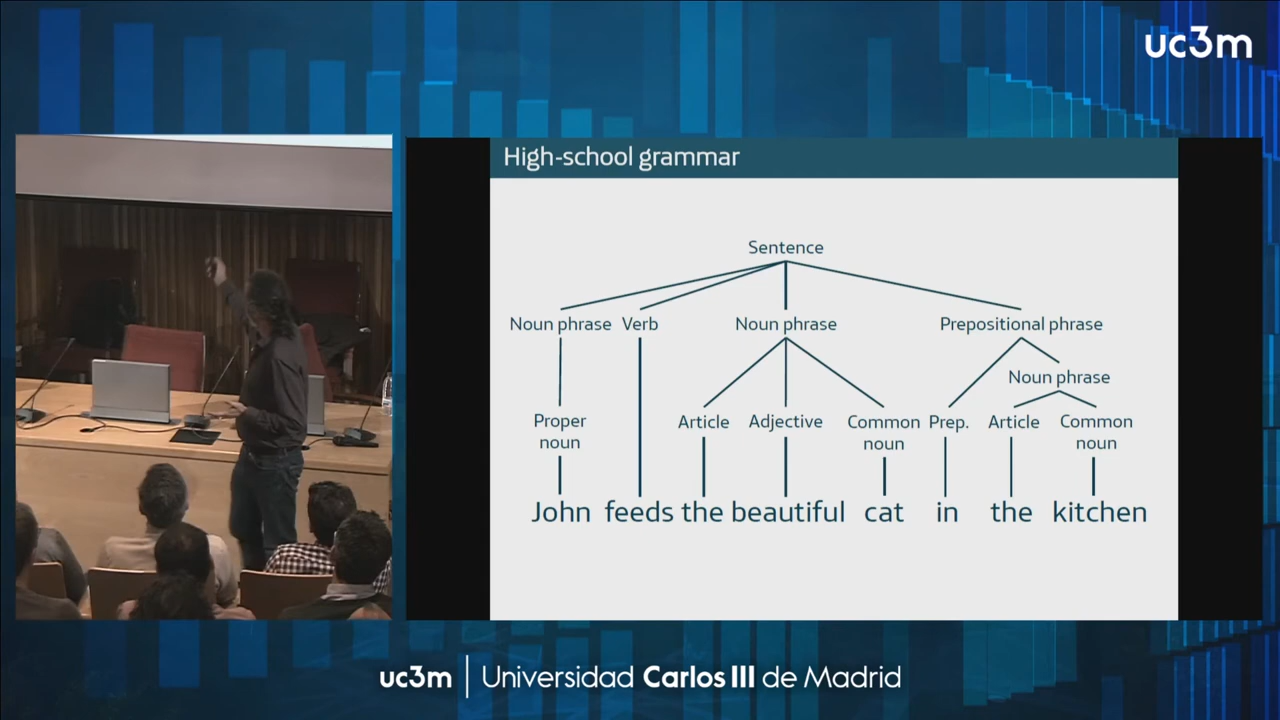 uc3m
High-school grammar
Sentence
Noun phrase Verb Noun phrase Prepositional phrase
Noun phrase
Proper noun Article Adjective Common noun Prep. Article Common noun
John feeds the beautiful cat in the kitchen
uc3m | Universidad Carlos III de Madrid